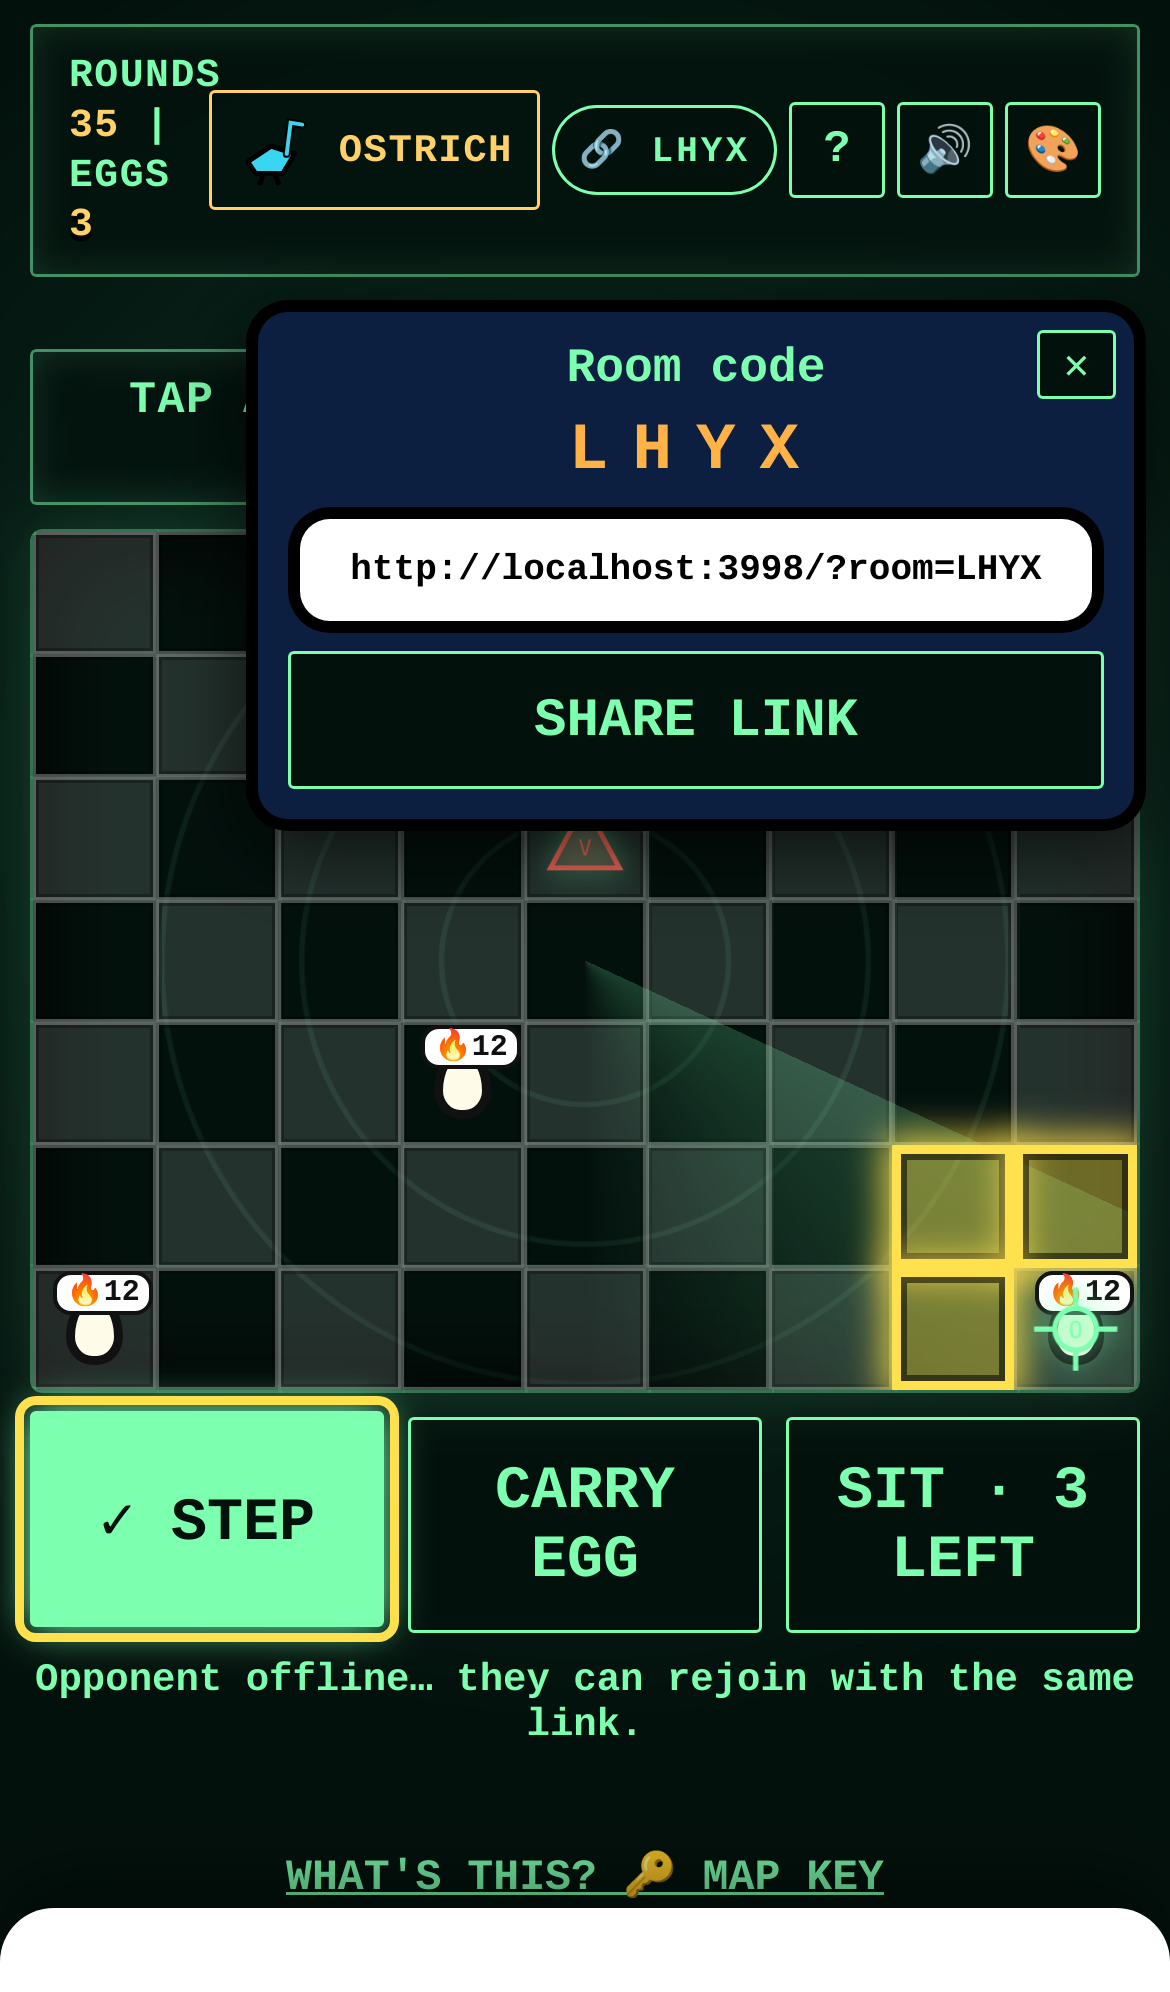 ROUNDS
35 |
EGGS
3
OSTRICH
LHYX
?
Room code
✕
LHYX
TAP
http://localhost:3998/?room=LHYX
SHARE LINK
V
12
12
12
O
✓ STEP
CARRY
EGG
SIT · 3
LEFT
Opponent offline… they can rejoin with the same
link.
WHAT'S THIS? 🔑 MAP KEY